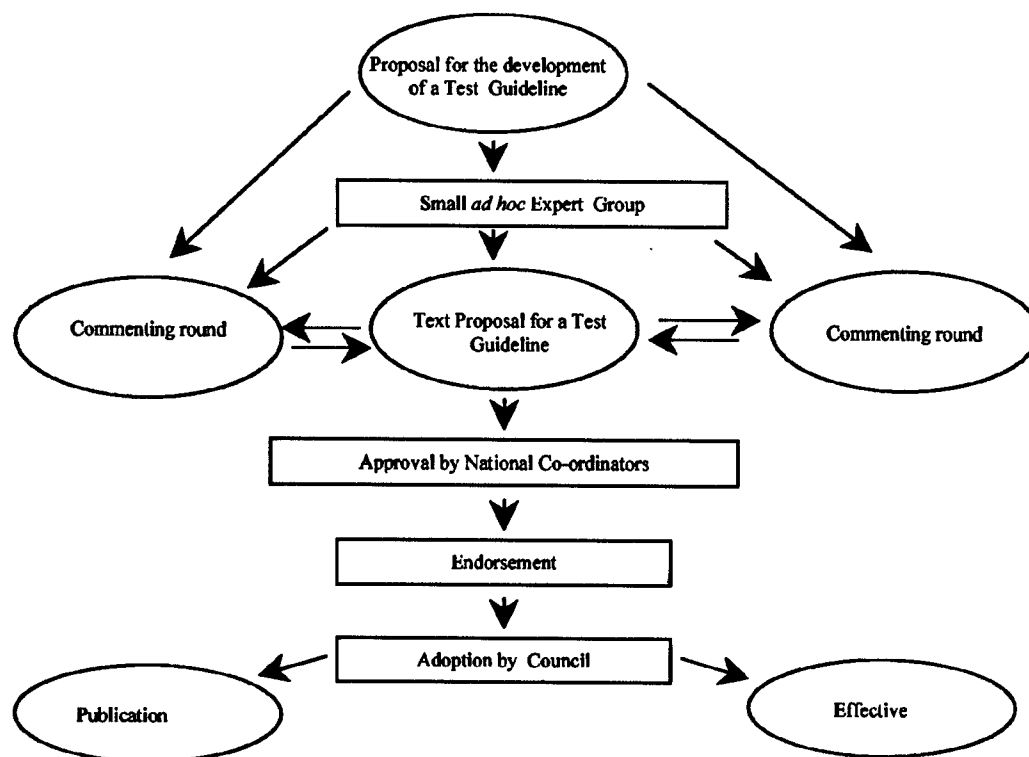 Proposal for the development
of a Test Guideline
Small ad hoc Expert Group
Commenting round
Text Proposal for a Test
Guideline
Commenting round
Approval by National Co-ordinators
Endorsement
Adoption by Council
Publication
Effective